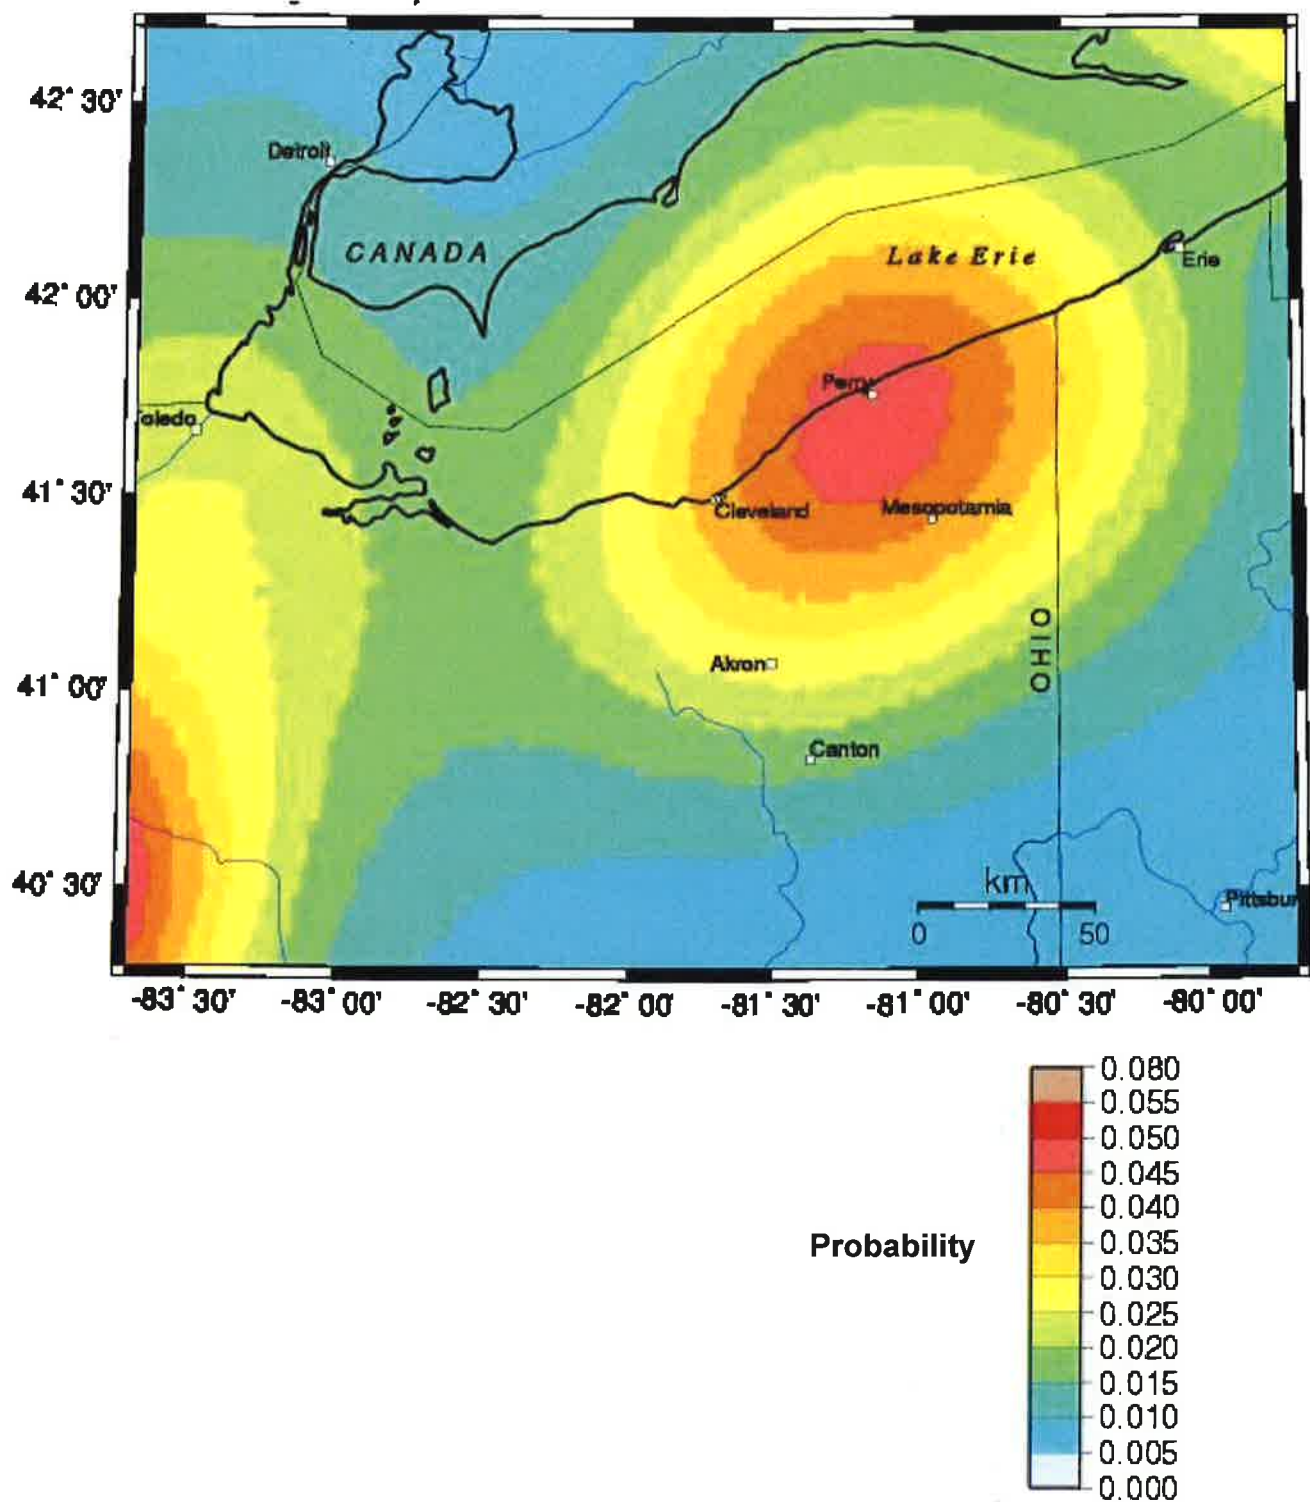 42° 30'
Detroit
CANADA
Lake Erie
Erie
42° 00'
Perry
oledo
41° 30'
Cleveland
Mesopotamia
OHIO
Akron
41° 00'
Canton
km
40° 30'
Pittsbur
0 50
-83° 30' -83° 00' -82° 30' -82° 00' -81° 30' -81° 00' -80° 30' -80° 00'
0.060
0.055
0.050
0.045
0.040
Probability
0.035
0.030
0.025
0.020
0.015
0.010
0.005
0.000